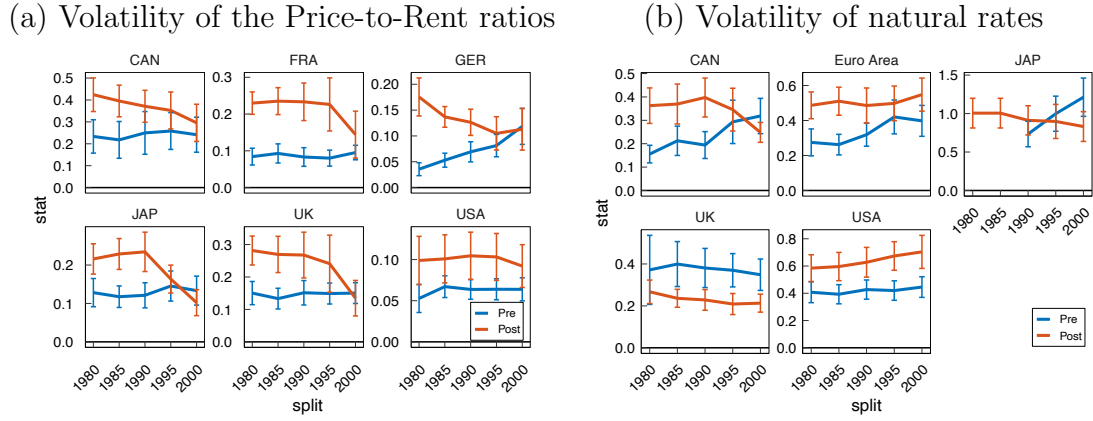 (a) Volatility of the Price-to-Rent ratios
CAN
FRA
GER
0.5
0.4
0.3
0.2
0.1
0.0
0.3
0.2
0.1
0.0
0.20
0.15
0.10
0.05
0.00
stat
JAP
UK
USA
0.2
0.1
0.0
0.3
0.2
0.1
0.0
0.10
0.05
0.00
Pre
Post
1980 1985 1990 1995 2000
1980 1985 1990 1995 2000
1980 1985 1990 1995 2000
split
(b) Volatility of natural rates
CAN
Euro Area
JAP
0.5
0.4
0.3
0.2
0.1
0.0
0.6
0.4
0.2
0.0
1.5
1.0
0.5
0.0
1980 1985 1990 1995 2000
stat
UK
USA
0.4
0.2
0.0
0.8
0.6
0.4
0.2
0.0
Pre
Post
1980 1985 1990 1995 2000
1980 1985 1990 1995 2000
split